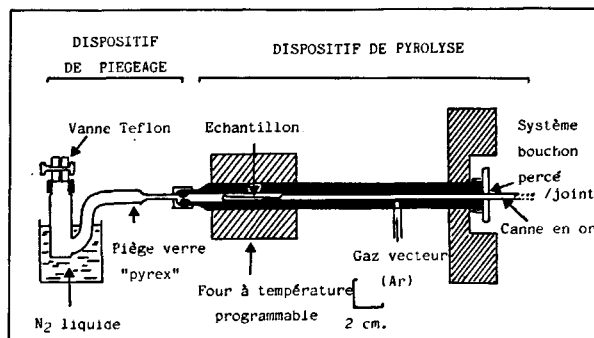 DISPOSITIF
DE PIEGEAGE
DISPOSITIF DE PYROLYSE
Vanne Teflon
Echantillon
Système
bouchon
percé
/joint
Canne en or
Piège verre
"pyrex"
Gaz vecteur
(Ar)
Four à température
programmable
2 cm.
N2 liquide